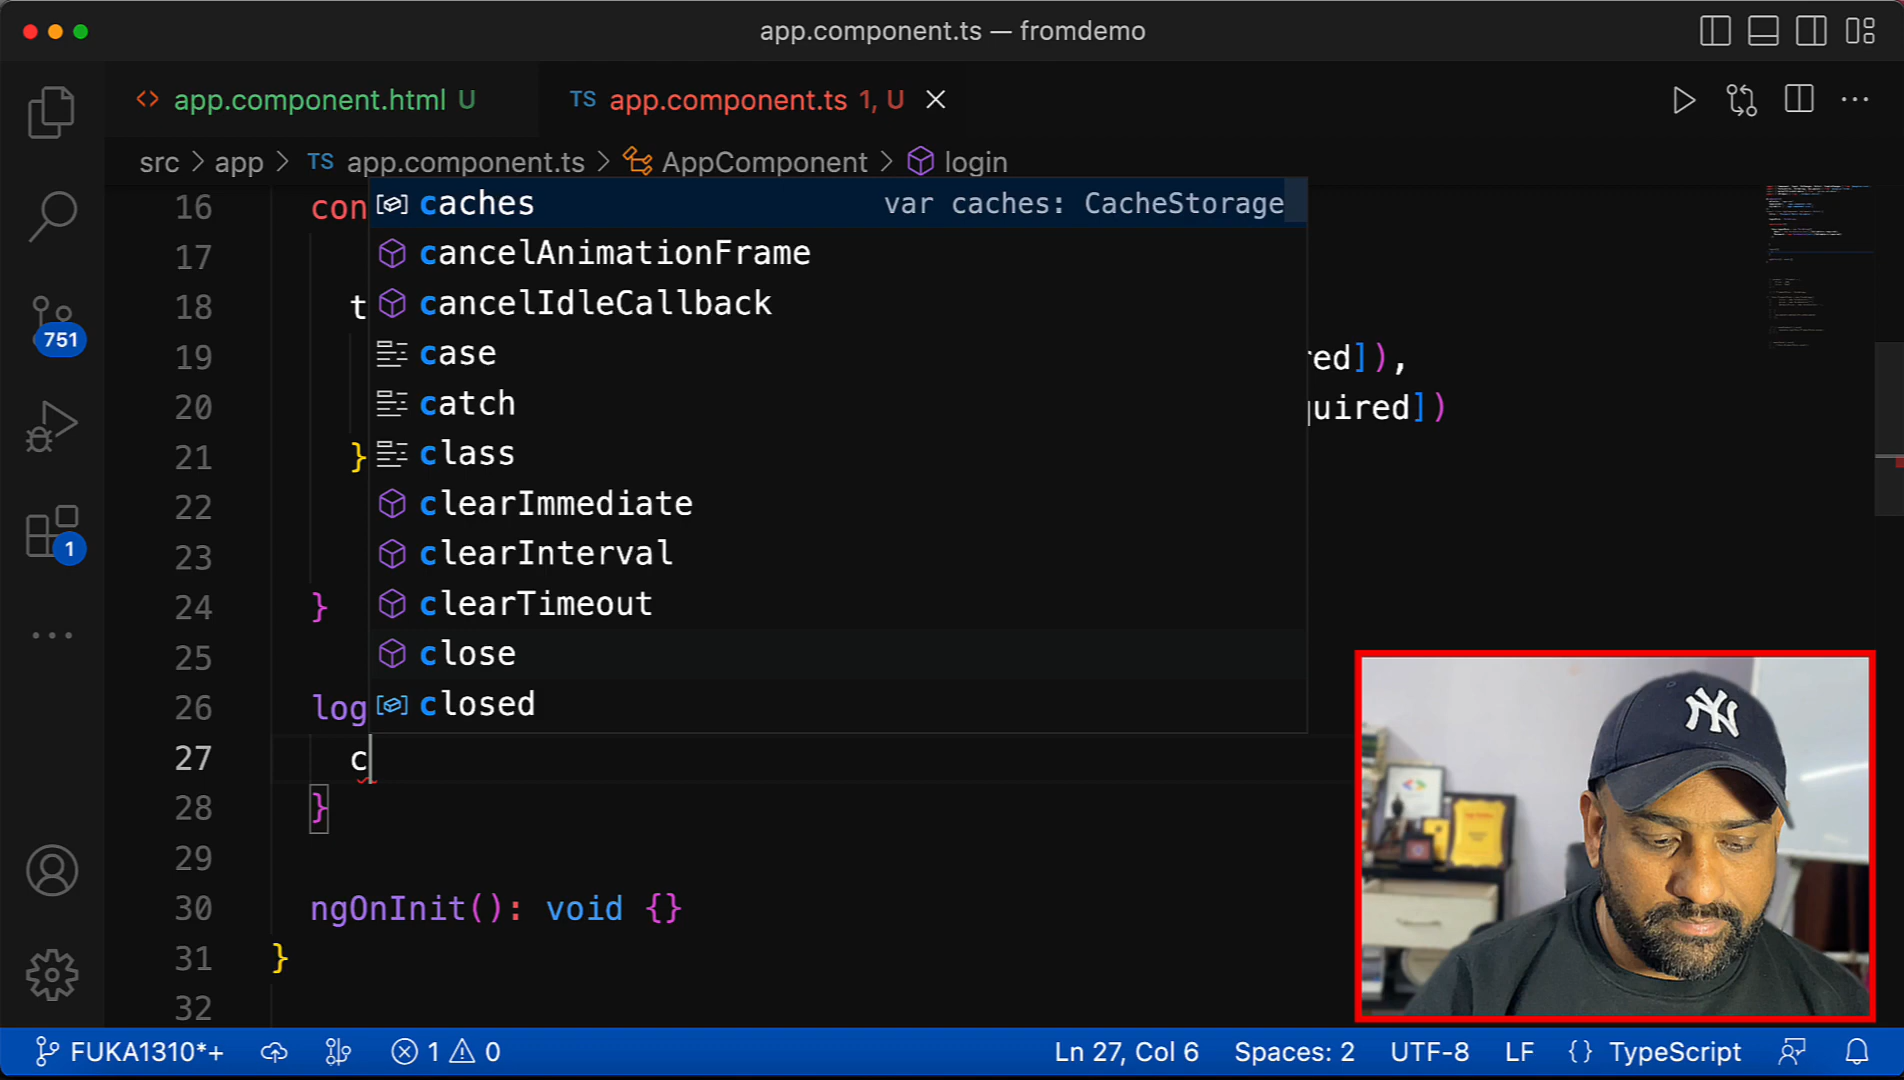 app.component.ts — fromdemo
<> app.component.html U
TS app.component.ts 1, U
src > app > TS app.component.ts > AppComponent > login
16 con
caches var caches: CacheStorage
17
cancelAnimationFrame
18 t
cancelIdleCallback
19 red]),
case
20 quired])
catch
21 }
class
22
clearImmediate
23
clearInterval
24 }
clearTimeout
25
close
26 log
closed
27 c
28 }
29
30 ngOnInit(): void {}
31 }
32
751
1
NY
FUKA1310*+ 1 0 Ln 27, Col 6 Spaces: 2 UTF-8 LF {} TypeScript